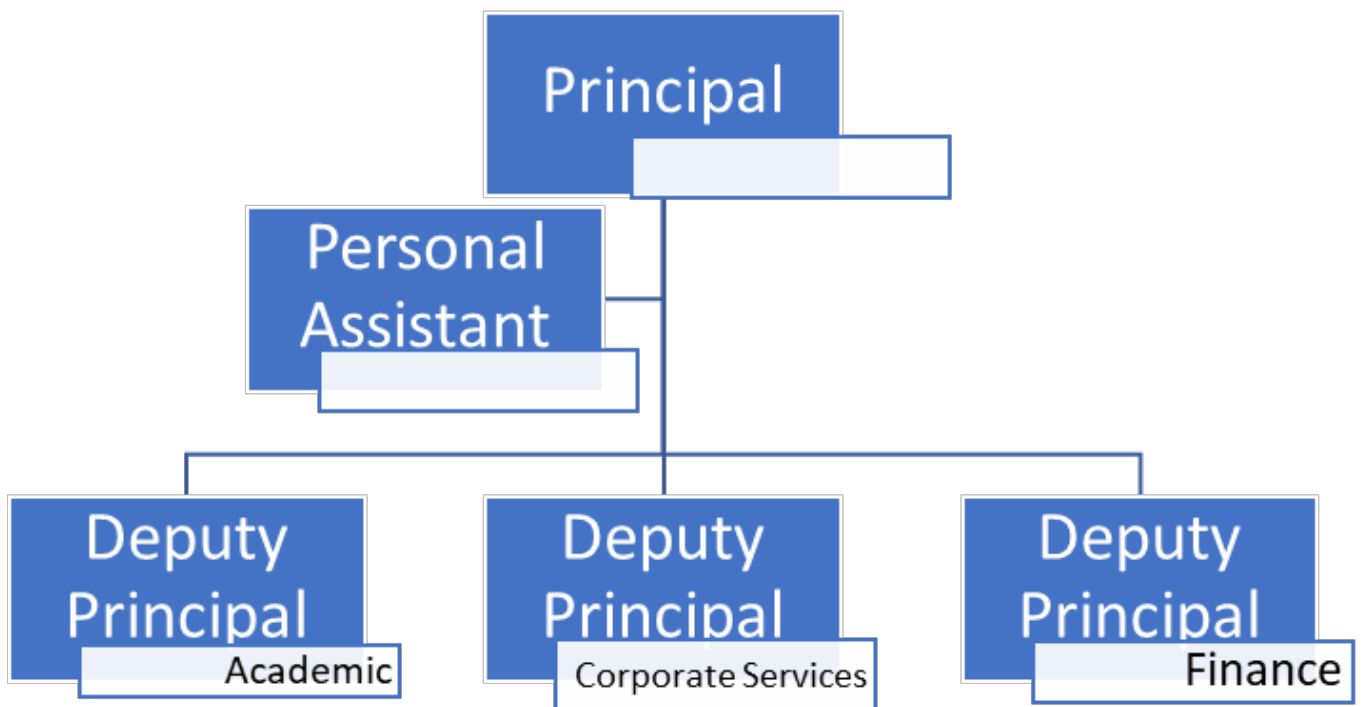 Principal
Personal
Assistant
Deputy
Principal
Academic
Deputy
Principal
Corporate Services
Deputy
Principal
Finance